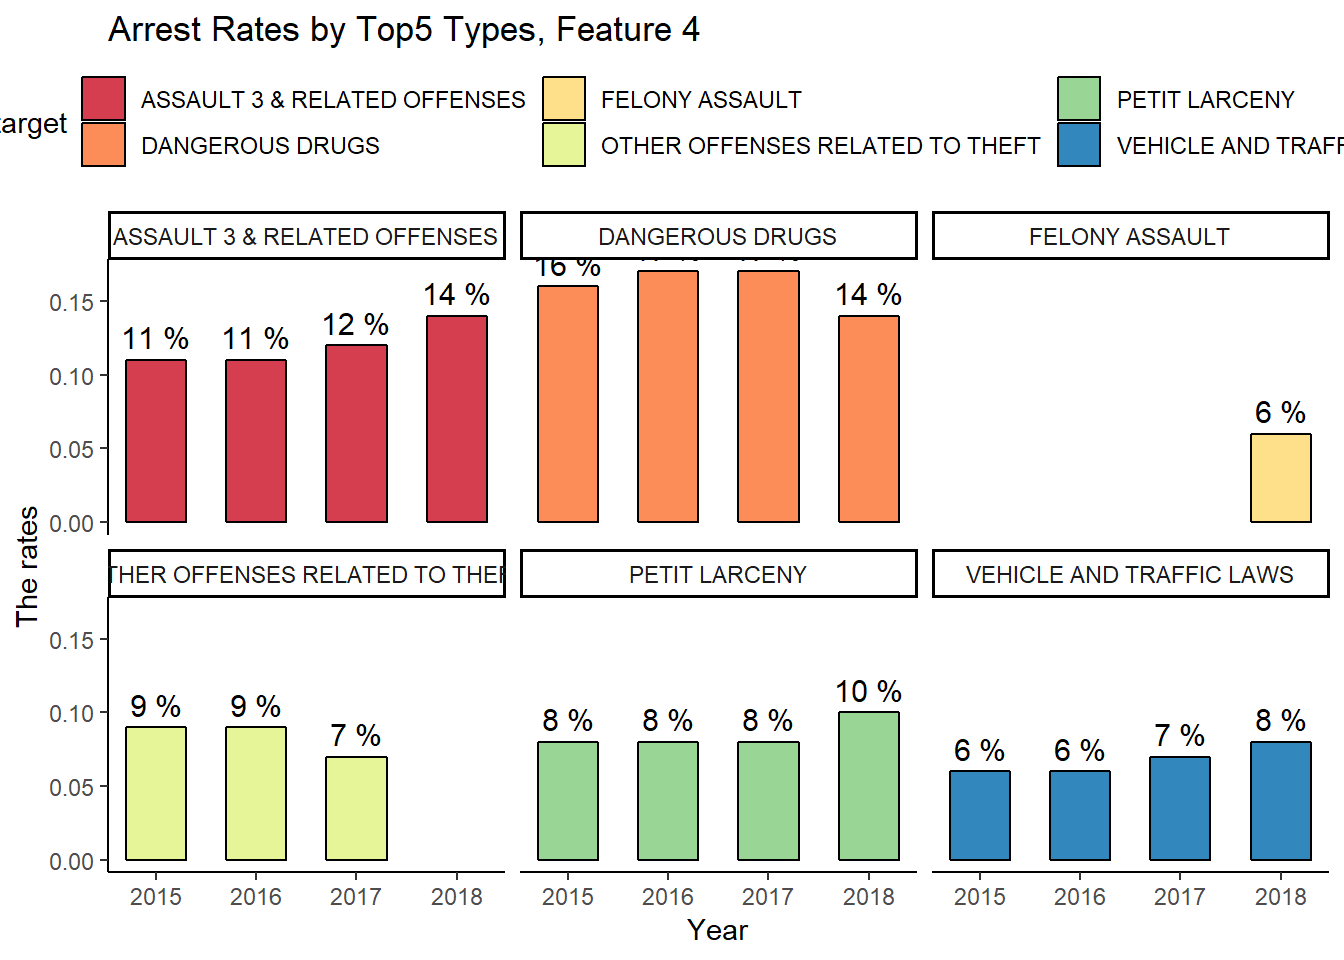 Arrest Rates by Top5 Types, Feature 4
target
ASSAULT 3 & RELATED OFFENSES
FELONY ASSAULT
PETIT LARCENY
DANGEROUS DRUGS
OTHER OFFENSES RELATED TO THEFT
VEHICLE AND TRAFF
ASSAULT 3 & RELATED OFFENSES
DANGEROUS DRUGS
FELONY ASSAULT
0.15
0.10
0.05
0.00
11 %
11 %
12 %
14 %
16 %
14 %
6 %
The rates
THER OFFENSES RELATED TO THEF
PETIT LARCENY
VEHICLE AND TRAFFIC LAWS
0.15
0.10
0.05
0.00
9 %
9 %
7 %
8 %
8 %
8 %
10 %
6 %
6 %
7 %
8 %
2015
2016
2017
2018
2015
2016
2017
2018
2015
2016
2017
2018
Year